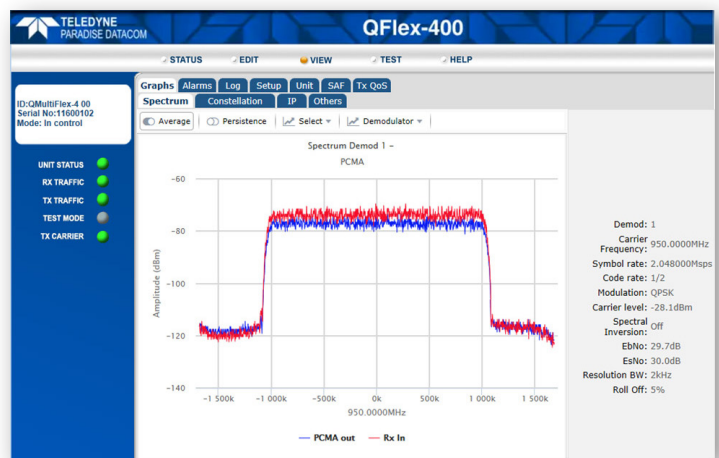 TELEDYNE
PARADISE DATACOM
QFlex-400
STATUS EDIT VIEW TEST HELP
ID:QMultiFlex-4 00
Serial No:11600102
Mode: In control
UNIT STATUS
RX TRAFFIC
TX TRAFFIC
TEST MODE
TX CARRIER
Graphs Alarms Log Setup Unit SAF Tx QoS
Spectrum Constellation IP Others
Average Persistence Select Demodulator
Spectrum Demod 1 -
PCMA
Amplitude (dBm)
-60
-80
-100
-120
-140
-1 500k -1 000k -500k 0k 500k 1 000k 1 500k
950.0000MHz
PCMA out Rx In
Demod: 1
Carrier
Frequency: 950.0000MHz
Symbol rate: 2.048000Msps
Code rate: 1/2
Modulation: QPSK
Carrier level: -28.1dBm
Spectral
Inversion: Off
EbNo: 29.7dB
EsNo: 30.0dB
Resolution BW: 2kHz
Roll Off: 5%